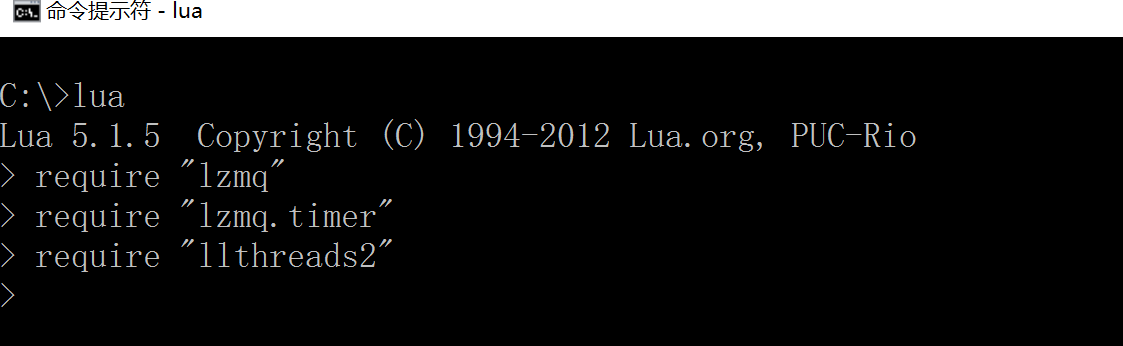 命令提示符 - lua
C:\>lua
Lua 5.1.5  Copyright (C) 1994-2012 Lua.org, PUC-Rio
> require "lzmq"
> require "lzmq.timer"
> require "llthreads2"
>